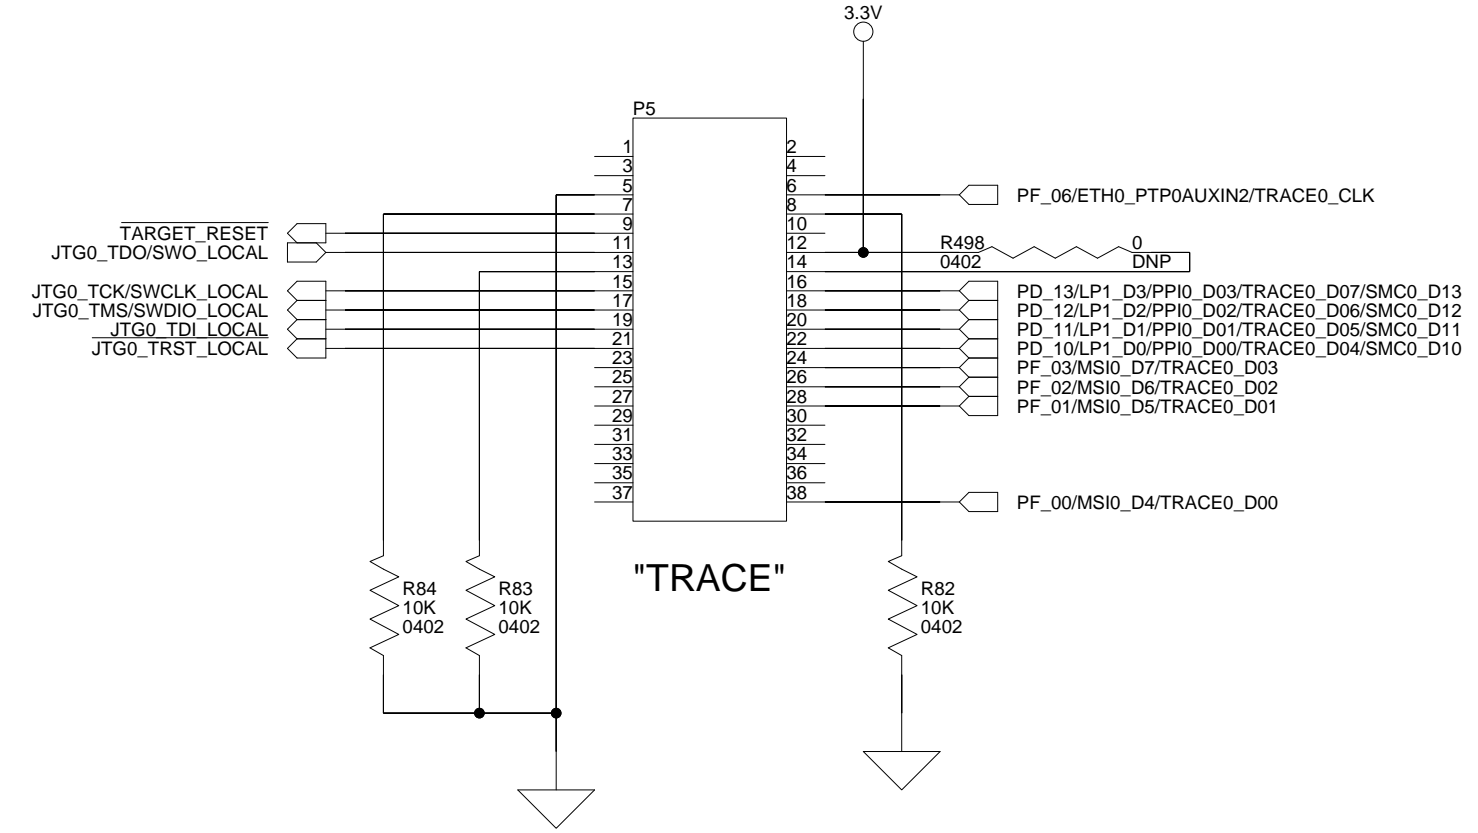 3.3V
P5
1
2
3
4
5
6
PF_06/ETH0_PTP0AUXIN2/TRACE0_CLK
7
8
TARGET_RESET
9
10
JTG0_TDO/SWO_LOCAL
11
12
R498
0
0402
DNP
13
14
JTG0_TCK/SWCLK_LOCAL
15
16
PD_13/LP1_D3/PPI0_D03/TRACE0_D07/SMC0_D13
JTG0_TMS/SWDIO_LOCAL
17
18
PD_12/LP1_D2/PPI0_D02/TRACE0_D06/SMC0_D12
JTG0_TDI_LOCAL
19
20
PD_11/LP1_D1/PPI0_D01/TRACE0_D05/SMC0_D11
JTG0_TRST_LOCAL
21
22
PD_10/LP1_D0/PPI0_D00/TRACE0_D04/SMC0_D10
23
24
PF_03/MSI0_D7/TRACE0_D03
25
26
PF_02/MSI0_D6/TRACE0_D02
27
28
PF_01/MSI0_D5/TRACE0_D01
29
30
31
32
33
34
35
36
37
38
PF_00/MSI0_D4/TRACE0_D00
"TRACE"
R84
10K
0402
R83
10K
0402
R82
10K
0402